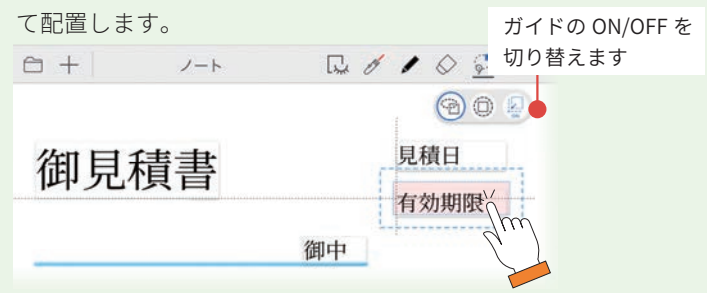 て配置します。
ガイドの ON/OFF を
切り替えます
ノート
御見積書
見積日
有効期限
御中